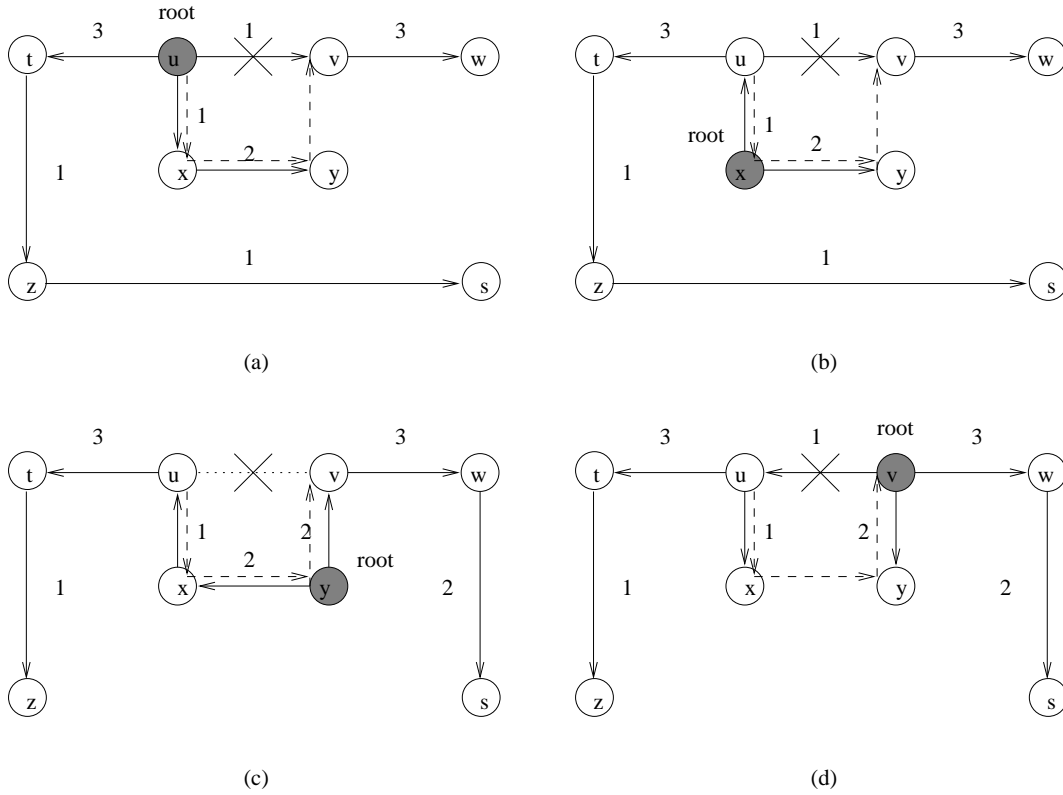 root
3 1 3
t u v w
1
2
x y
1
1
z s
(a)
3 1 3
t u v w
1
root 2
x y
1
1
z s
(b)
3 3
t u v w
1 2
2 root
x y
1 2
z s
(c)
root
3 1 3
t u v w
1 2
x y
1 2
z s
(d)